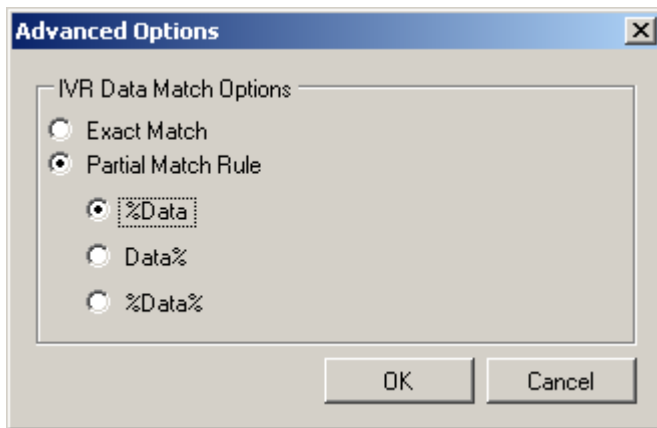 Advanced Options
IVR Data Match Options
Exact Match
Partial Match Rule
%Data
Data%
%Data%
OK Cancel